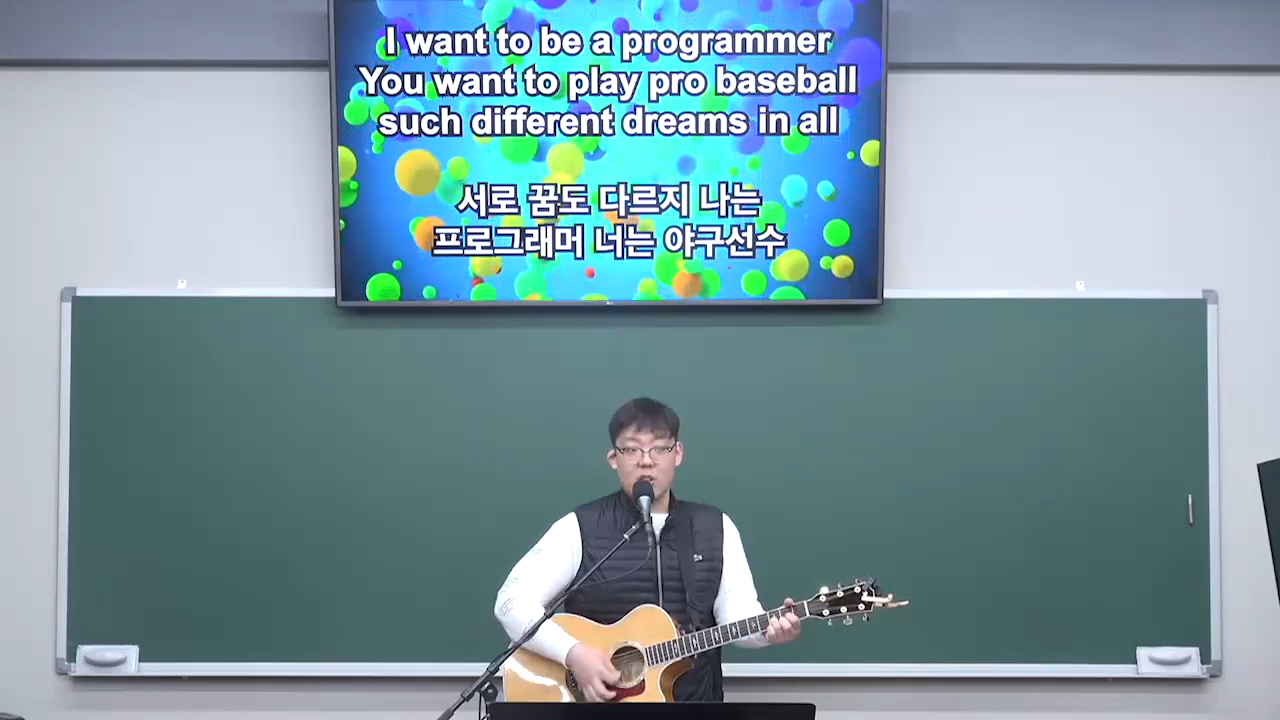 I want to be a programmer
You want to play pro baseball
such different dreams in all
서로 꿈도 다르지 나는
프로그래머 너는 야구선수